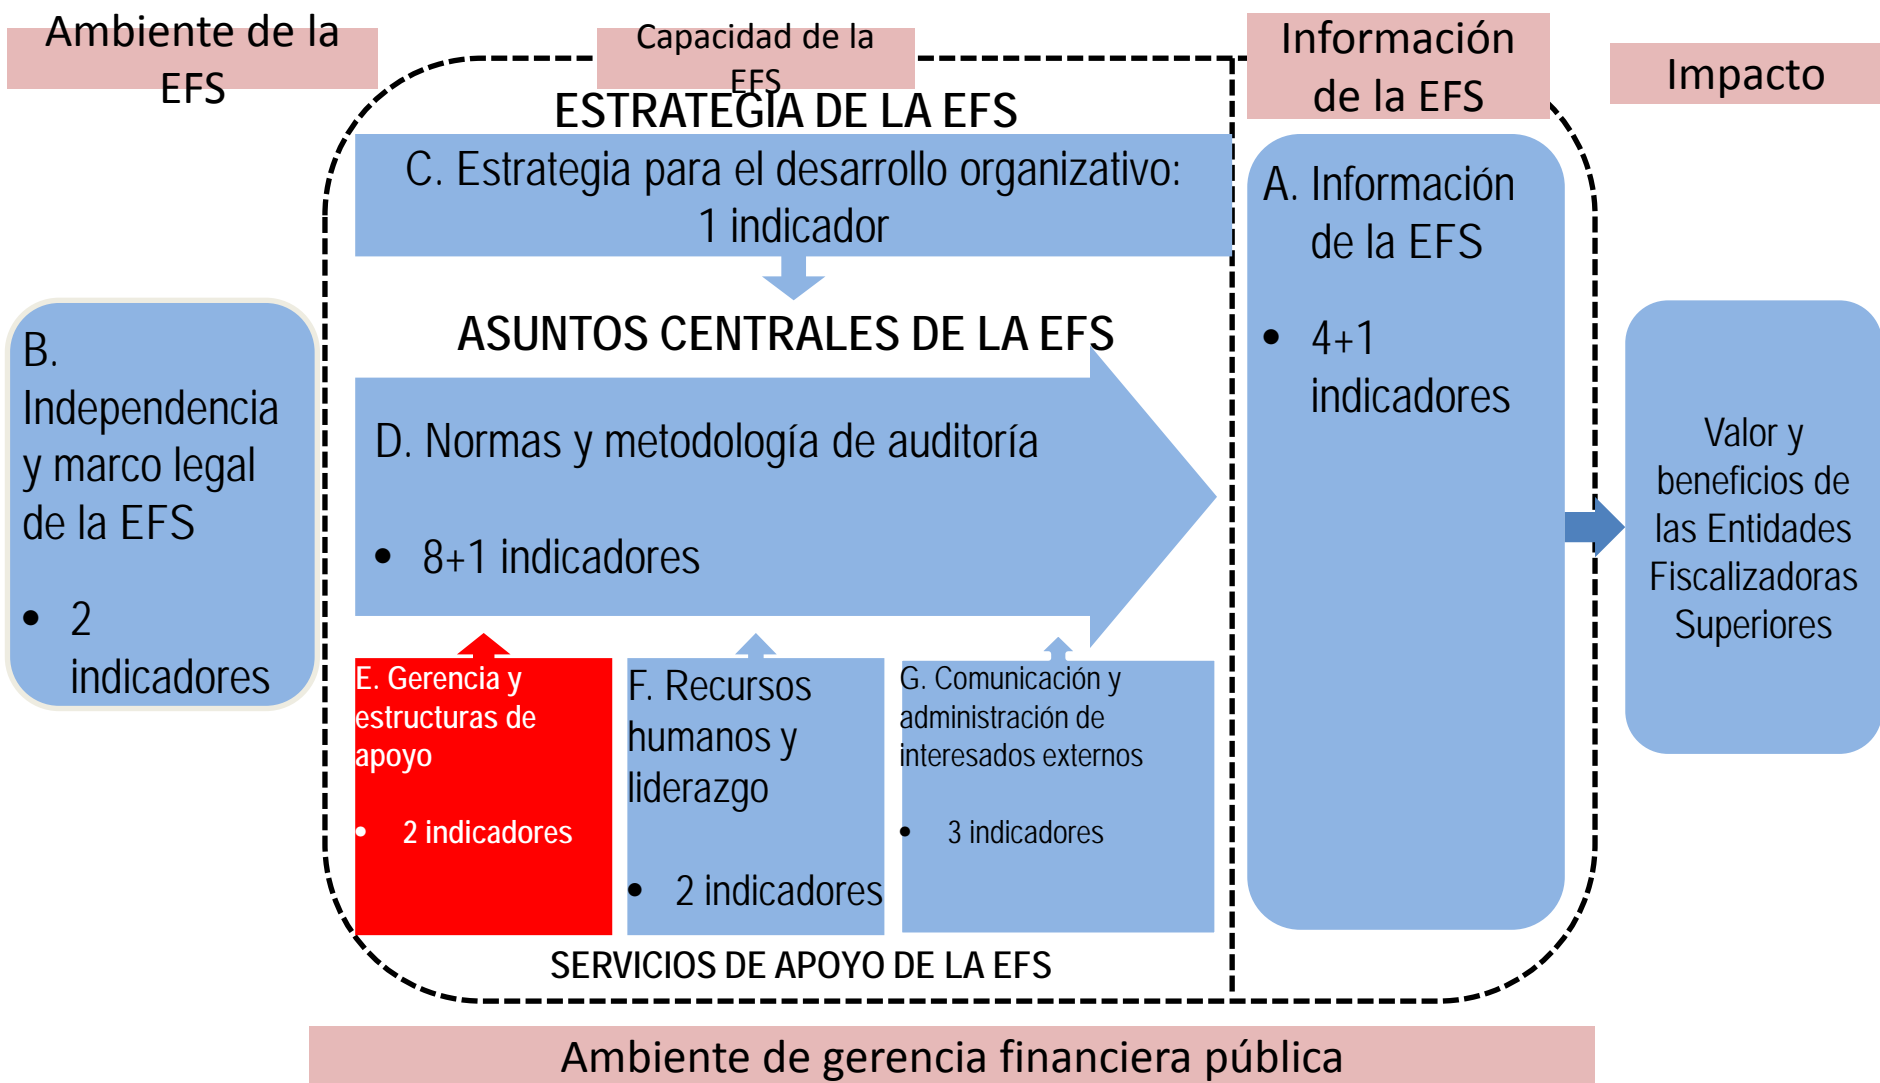 Ambiente de la
EFS
Capacidad de la
EFS
Información
de la EFS
Impacto
ESTRATEGIA DE LA EFS
C. Estrategia para el desarrollo organizativo:
1 indicador
ASUNTOS CENTRALES DE LA EFS
B.
Independencia
y marco legal
de la EFS
• 2
indicadores
D. Normas y metodología de auditoría
• 8+1 indicadores
E. Gerencia y
estructuras de
apoyo
• 2 indicadores
F. Recursos
humanos y
liderazgo
• 2 indicadores
G. Comunicación y
administración de
interesados externos
• 3 indicadores
SERVICIOS DE APOYO DE LA EFS
A. Información
de la EFS
• 4+1
indicadores
Valor y
beneficios de
las Entidades
Fiscalizadoras
Superiores
Ambiente de gerencia financiera pública